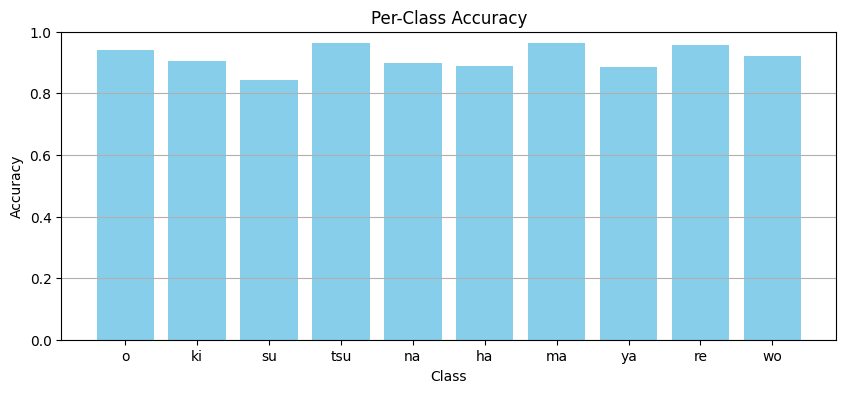 Per-Class Accuracy
1.0
0.8
0.6
0.4
0.2
0.0
Accuracy
o ki su tsu na ha ma ya re wo
Class